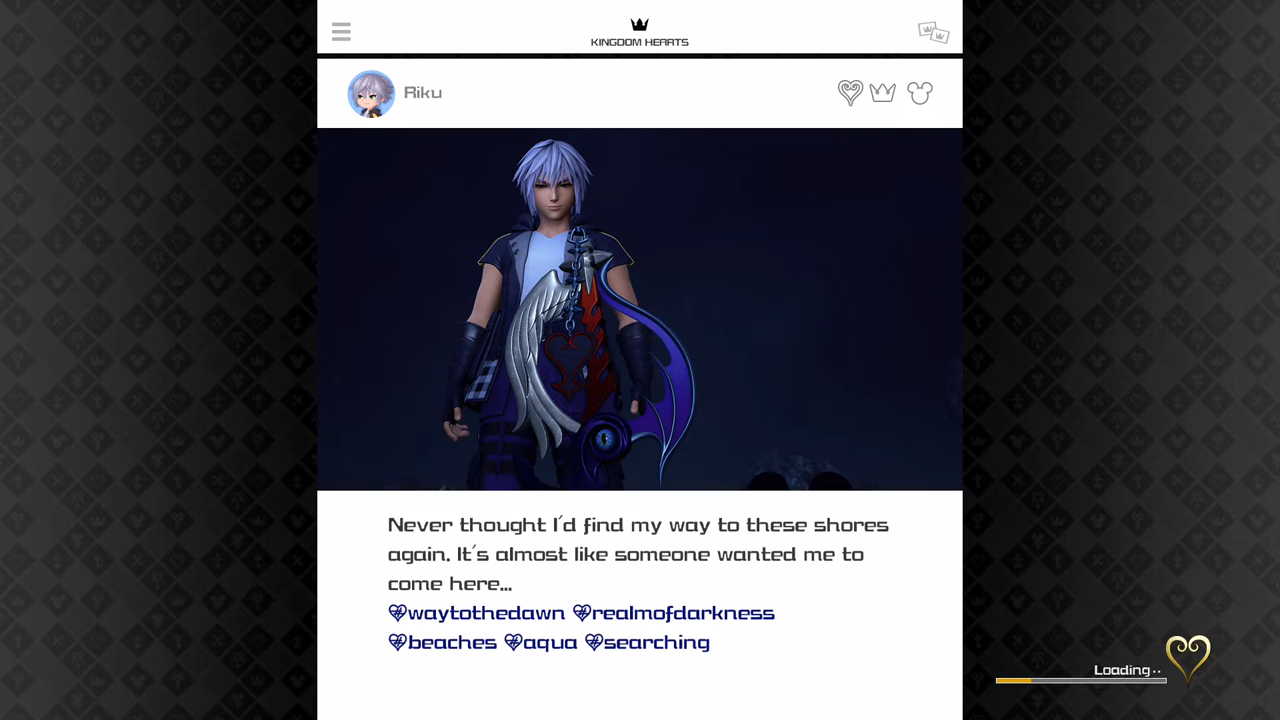 KINGDOM HEARTS
Riku
Never thought I'd find my way to these shores
again. It's almost like someone wanted me to
come here...
#waytothedawn #realmofdarkness
#beaches #aqua #searching
Loading..